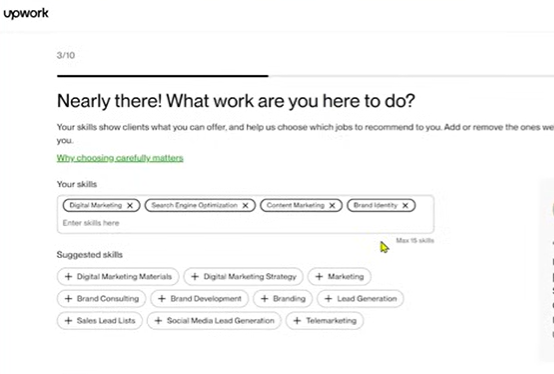 upwork
3/10
Nearly there! What work are you here to do?
Your skills show clients what you can offer, and help us choose which jobs to recommend to you. Add or remove the ones we
you.
Why choosing carefully matters
Your skills
Digital Marketing X Search Engine Optimization X Content Marketing X Brand Identity X
Enter skills here
Max 15 skills
Suggested skills
+ Digital Marketing Materials + Digital Marketing Strategy + Marketing
+ Brand Consulting + Brand Development + Branding + Lead Generation
+ Sales Lead Lists + Social Media Lead Generation + Telemarketing